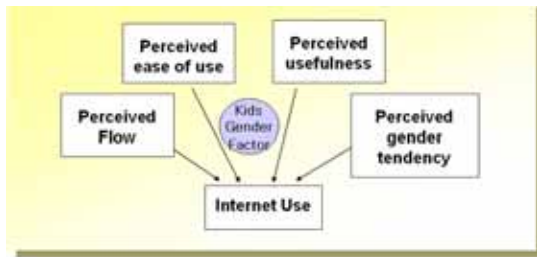 Perceived
ease of use
Perceived
usefulness
Perceived
Flow
Kids
Gender
Factor
Perceived
gender
tendency
Internet Use